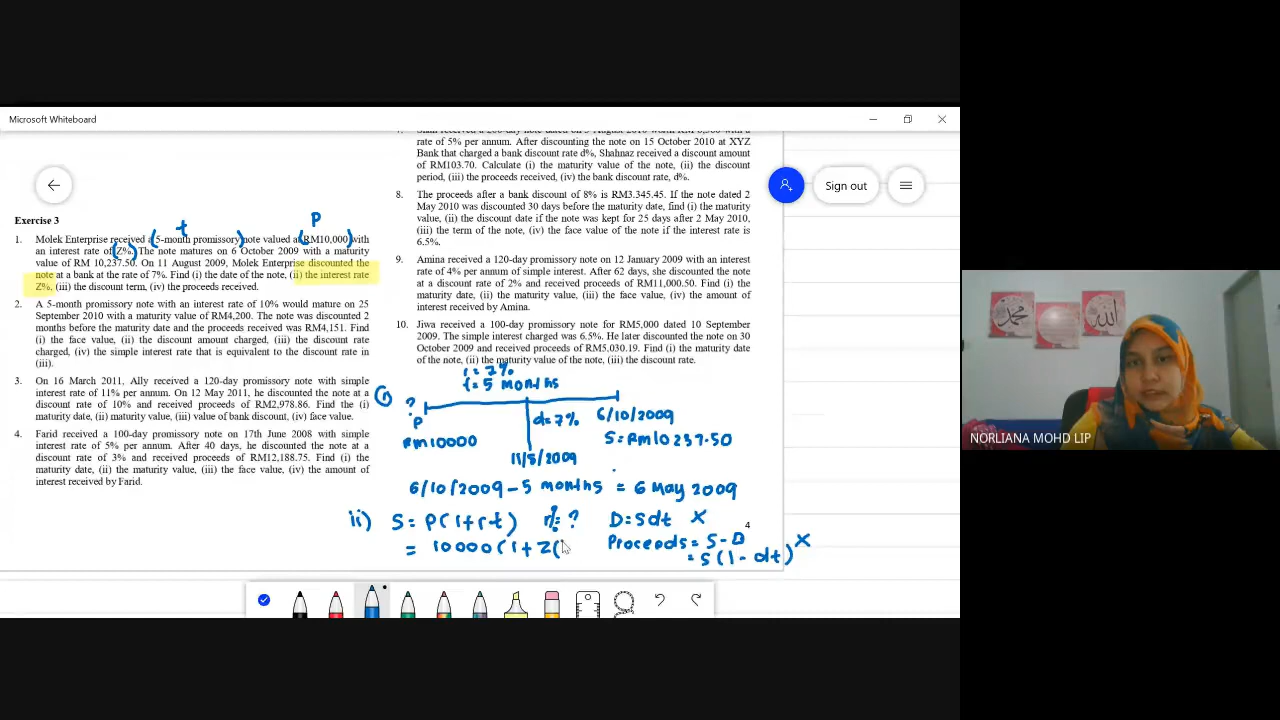 Microsoft Whiteboard
Sign out
Exercise 3
t
P
1. Molek Enterprise received a 5-month promissory note valued at RM10,000 with
an interest rate of Z%. The note matures on 6 October 2009 with a maturity
value of RM 10,237.50. On 11 August 2009, Molek Enterprise discounted the
note at a bank at the rate of 7%. Find (i) the date of the note, (ii) the interest rate
Z%, (iii) the discount term, (iv) the proceeds received.
2. A 5-month promissory note with an interest rate of 10% would mature on 25
September 2010 with a maturity value of RM4,200. The note was discounted 2
months before the maturity date and the proceeds received was RM4,151. Find
(i) the face value, (ii) the discount amount charged, (iii) the discount rate
charged, (iv) the simple interest rate that is equivalent to the discount rate in
(iii).
3. On 16 March 2011, Ally received a 120-day promissory note with simple
interest rate of 11% per annum. On 12 May 2011, he discounted the note at a
discount rate of 10% and received proceeds of RM2,978.86. Find the (i)
maturity date, (ii) maturity value, (iii) value of bank discount, (iv) face value.
4. Farid received a 100-day promissory note on 17th June 2008 with simple
interest rate of 5% per annum. After 40 days, he discounted the note at a
discount rate of 3% and received proceeds of RM12,188.75. Find the (i)
maturity date, (ii) the maturity value, (iii) the face value, (iv) the amount of
interest received by Farid.
rate of 5% per annum. After discounting the note on 15 October 2010 at XYZ
Bank that charged a bank discount rate d%, Shahnaz received a discount amount
of RM103.70. Calculate (i) the maturity value of the note, (ii) the discount
period, (iii) the proceeds received, (iv) the bank discount rate, d%.
8. The proceeds after a bank discount of 8% is RM3,345.45. If the note dated 2
May 2010 was discounted 30 days before the maturity date, find (i) the maturity
value, (ii) the discount date if the note was kept for 25 days after 2 May 2010,
(iii) the term of the note, (iv) the face value of the note if the interest rate is
6.5%.
9. Amina received a 120-day promissory note on 12 January 2009 with an interest
rate of 4% per annum of simple interest. After 62 days, she discounted the note
at a discount rate of 2% and received proceeds of RM11,000.50. Find (i) the
maturity date, (ii) the maturity value, (iii) the face value, (iv) the amount of
interest received by Amina.
10. Jiwa received a 100-day promissory note for RM5,000 dated 10 September
2009. The simple interest charged was 6.5%. He later discounted the note on 30
October 2009 and received proceeds of RM5,030.19. Find (i) the maturity date
of the note, (ii) the maturity value of the note, (iii) the discount rate.
r = z%
t = 5 months
i ?
P
RM10000
d=7%
6/10/2009
S=RM10237.50
11/8/2009
6/10/2009 - 5 months = 6 May 2009
ii) S = P(1+rt) r%=? D=Sdt X
= 10000(1+Z( Proceeds = S-D
= S(1-dt) X
4
NORLIANA MOHD LIP